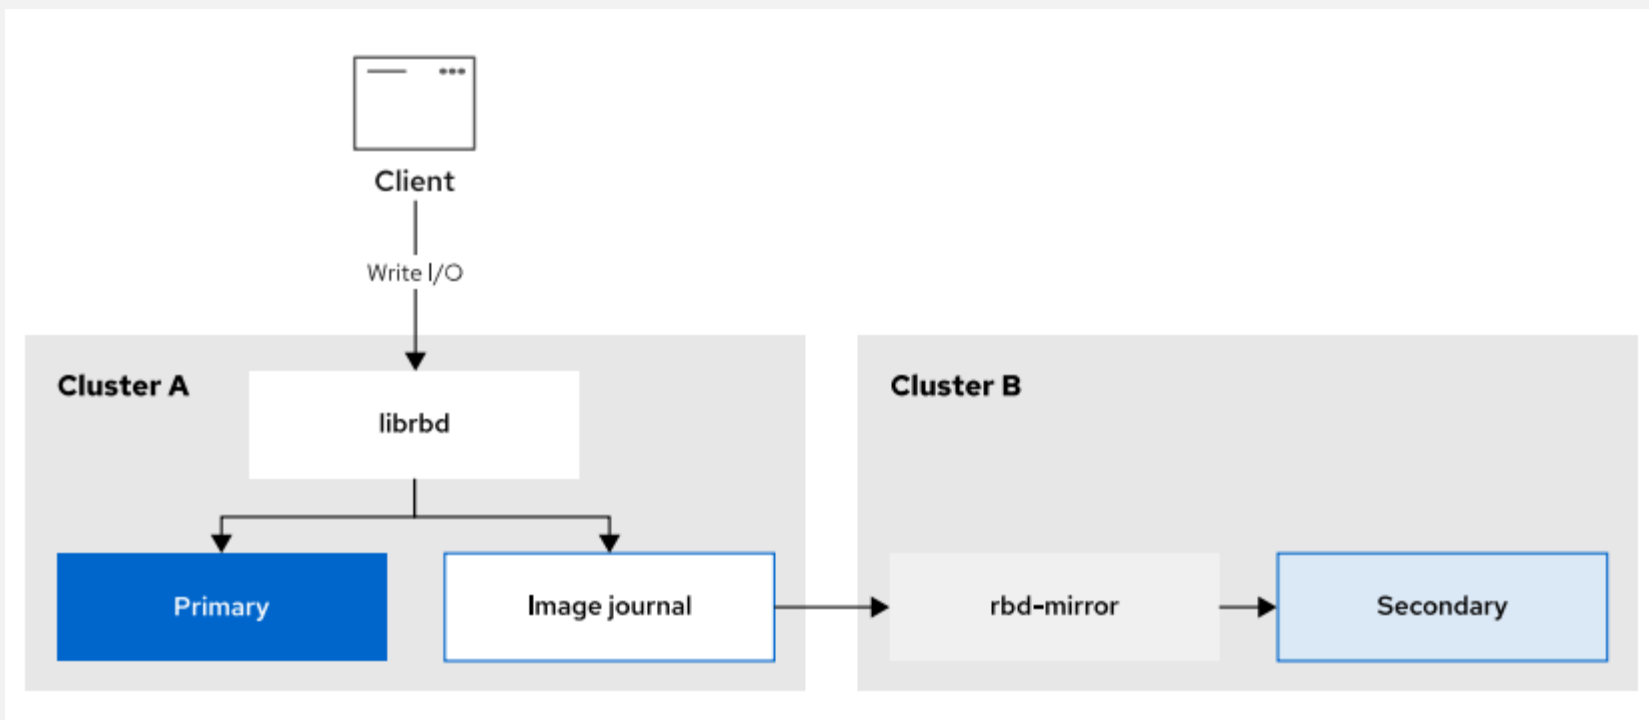 Client
Write I/O
Cluster A
librbd
Cluster B
Primary
Image journal
rbd-mirror
Secondary